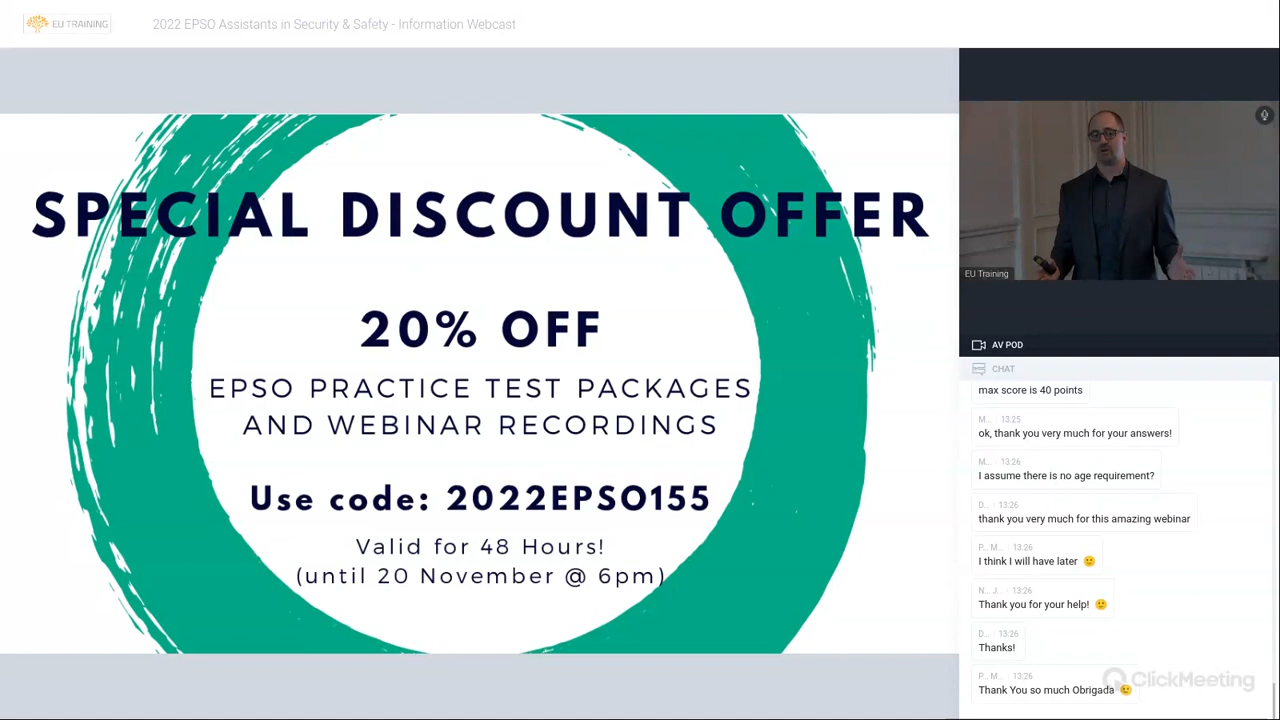 EU TRAINING
2022 EPSO Assistants in Security & Safety - Information Webcast
SPECIAL DISCOUNT OFFER
20% OFF
EPSO PRACTICE TEST PACKAGES
AND WEBINAR RECORDINGS
Use code: 2022EPSO155
Valid for 48 Hours!
(until 20 November @ 6pm)
EU Training
AV POD
CHAT
max score is 40 points
M... 13:25
ok, thank you very much for your answers!
M... 13:26
I assume there is no age requirement?
D... 13:26
thank you very much for this amazing webinar
P... M... 13:26
I think I will have later 🙁
N... J... 13:26
Thank you for your help! 🙂
D... 13:26
Thanks!
P... M... 13:26
Thank You so much Obrigada 😉
ClickMeeting